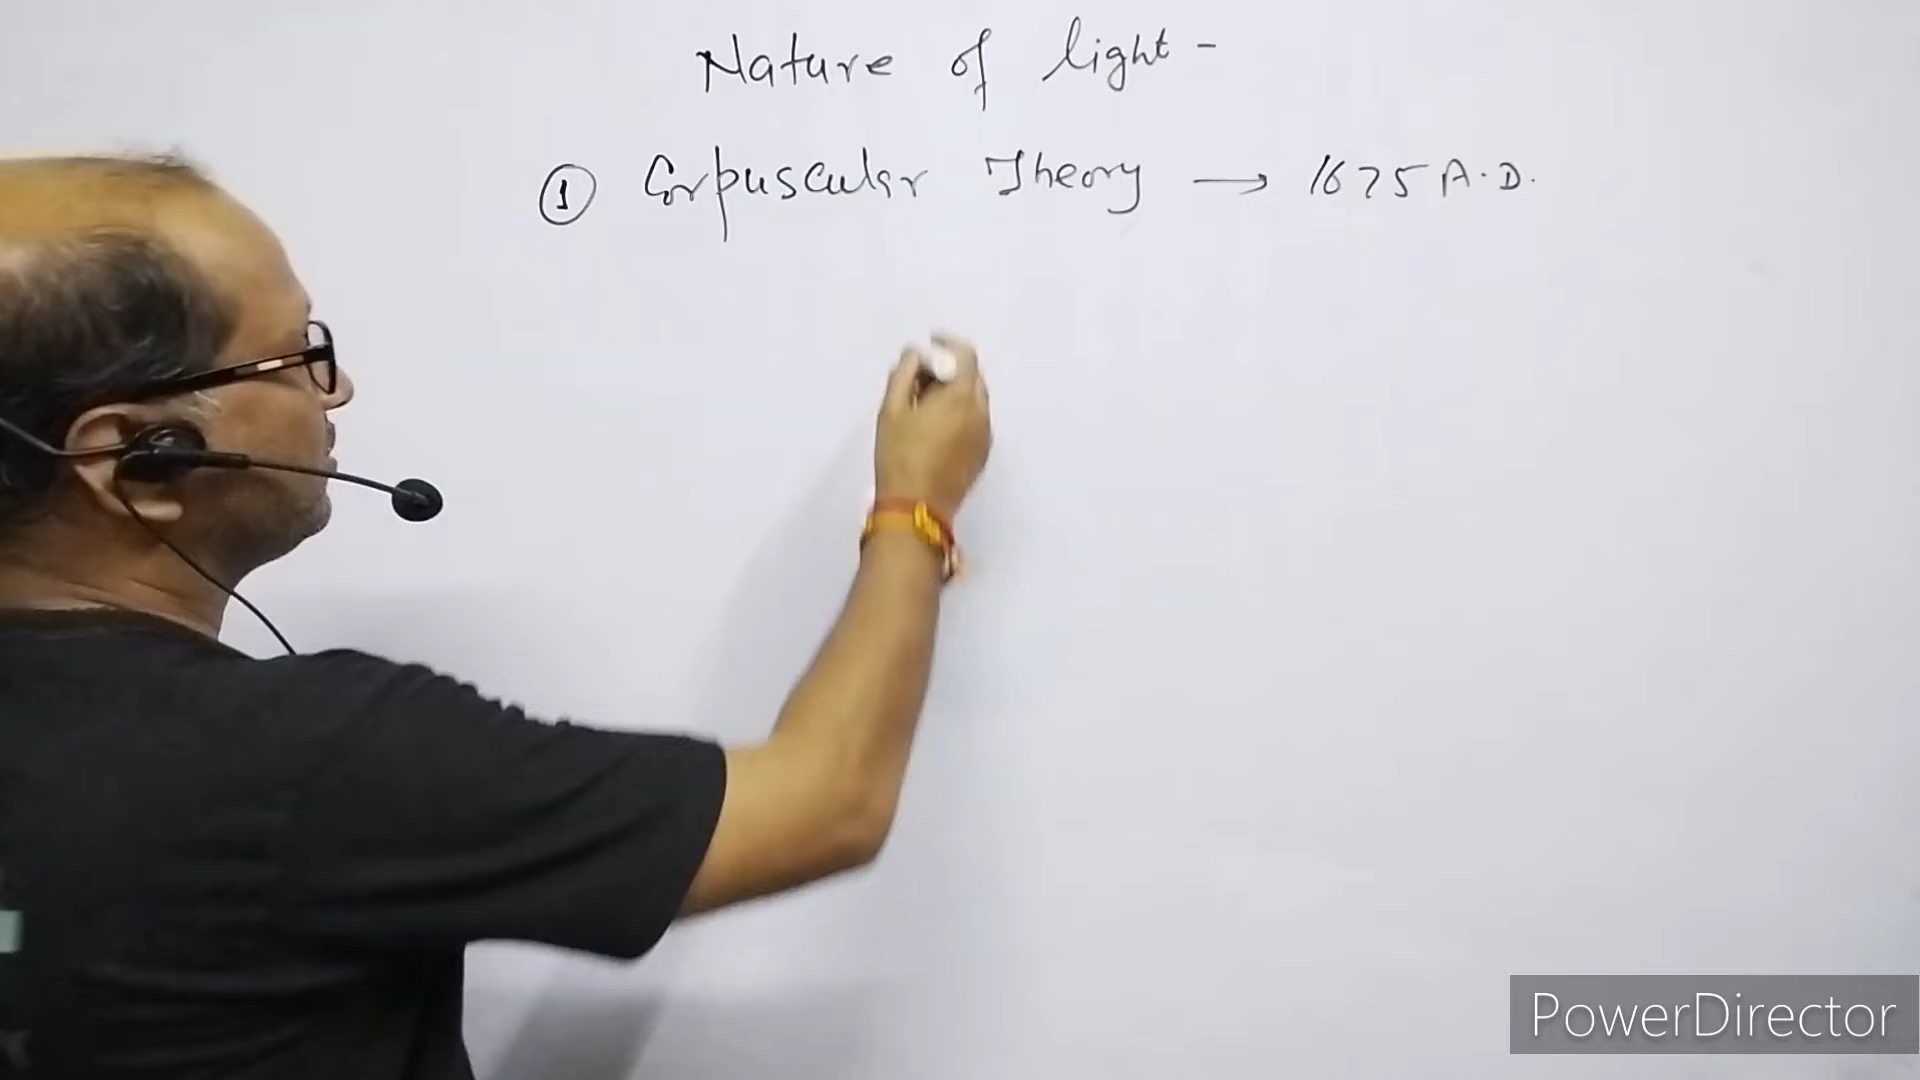 Nature of light -
① Corpuscular Theory → 1675 A.D.
PowerDirector